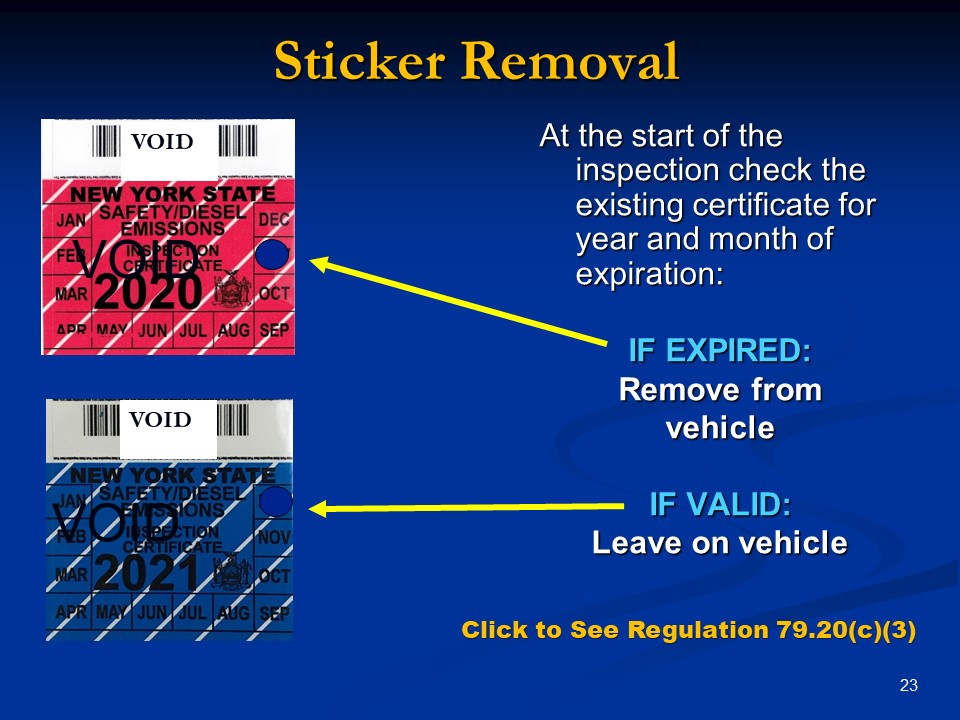 Sticker Removal
VOID
NEW YORK STATE
SAFETY/DIESEL
EMISSIONS
INSPECTION
CERTIFICATE
2020
VOID
JAN
FEB
MAR
APR MAY JUN JUL AUG SEP
OCT
DEC
VOID
NEW YORK STATE
SAFETY/DIESEL
EMISSIONS
INSPECTION
CERTIFICATE
2021
VOID
JAN
FEB
MAR
APR MAY JUN JUL AUG SEP
OCT
NOV
At the start of the
inspection check the
existing certificate for
year and month of
expiration:
IF EXPIRED:
Remove from
vehicle
IF VALID:
Leave on vehicle
Click to See Regulation 79.20(c)(3)
23